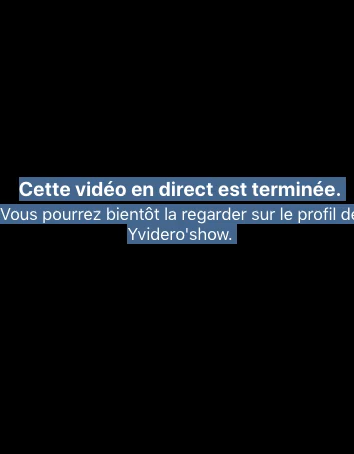 Cette vidéo en direct est terminée.
Vous pourrez bientôt la regarder sur le profil de
Yvidero'show.